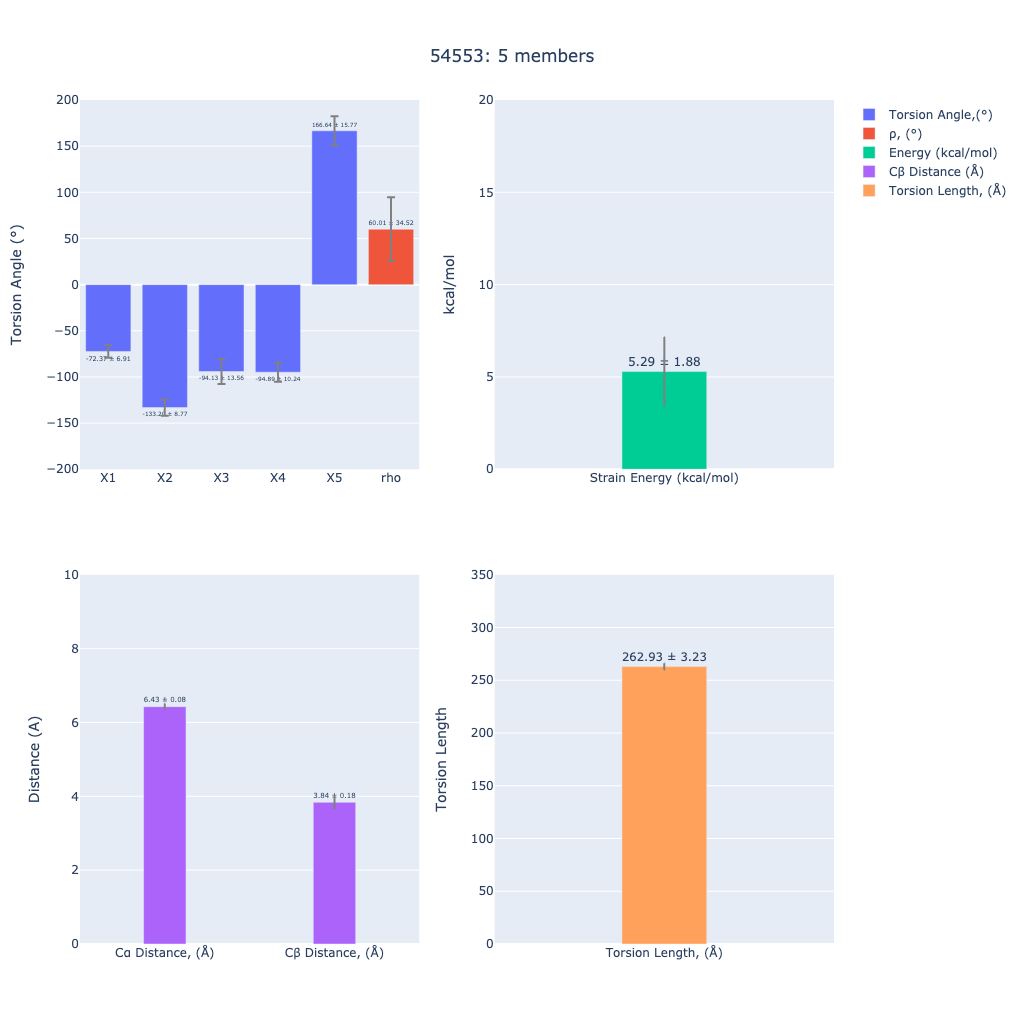 54553: 5 members
200
150
100
50
0
−50
−100
−150
−200
Torsion Angle (°)
-72.37 ± 6.91
-94.13 ± 13.56
-94.89 ± 10.24
166.64 ± 15.77
60.01 ± 34.52
X1
X2
X3
X4
X5
rho
20
15
10
5
0
kcal/mol
5.29 ± 1.88
Strain Energy (kcal/mol)
Torsion Angle,(°)
ρ, (°)
Energy (kcal/mol)
Cβ Distance (Å)
Torsion Length, (Å)
10
8
6
4
2
0
Distance (A)
6.43 ± 0.08
3.84 ± 0.18
Cα Distance, (Å)
Cβ Distance, (Å)
350
300
250
200
150
100
50
0
Torsion Length
262.93 ± 3.23
Torsion Length, (Å)